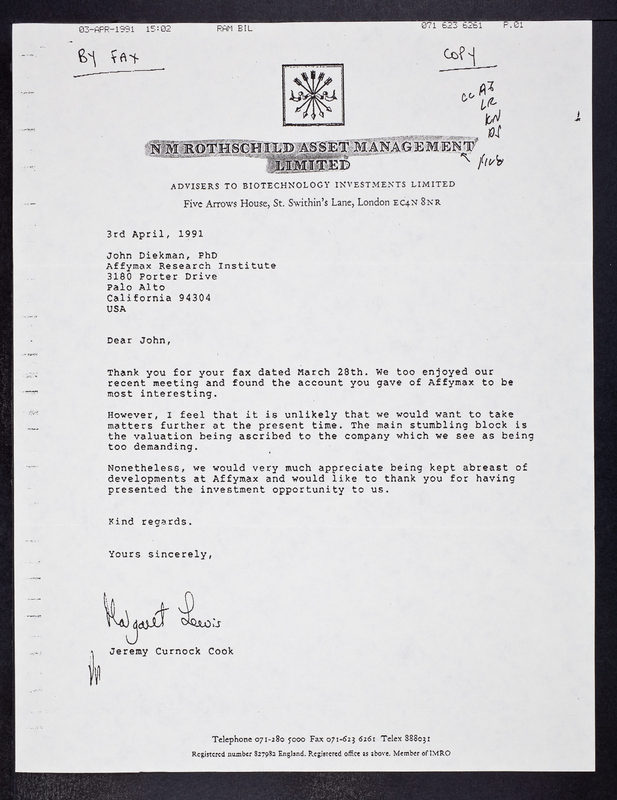 03-APR-1991 15:02 RAM BIL 071 623 6261 P.01
BY FAX
COPY
cc AZ
LR
KN
DS
NM ROTHSCHILD ASSET MANAGEMENT
LIMITED
ADVISERS TO BIOTECHNOLOGY INVESTMENTS LIMITED
Five Arrows House, St. Swithin's Lane, London EC4N 8NR
3rd April, 1991
John Diekman, PhD
Affymax Research Institute
3180 Porter Drive
Palo Alto
California 94304
USA
Dear John,
Thank you for your fax dated March 28th. We too enjoyed our
recent meeting and found the account you gave of Affymax to be
most interesting.
However, I feel that it is unlikely that we would want to take
matters further at the present time. The main stumbling block is
the valuation being ascribed to the company which we see as being
too demanding.
Nonetheless, we would very much appreciate being kept abreast of
developments at Affymax and would like to thank you for having
presented the investment opportunity to us.
Kind regards.
Yours sincerely,
Margaret Lewis
Jeremy Curnock Cook
Telephone 071-280 5000 Fax 071-623 6261 Telex 888031
Registered number 827982 England. Registered office as above. Member of IMRO